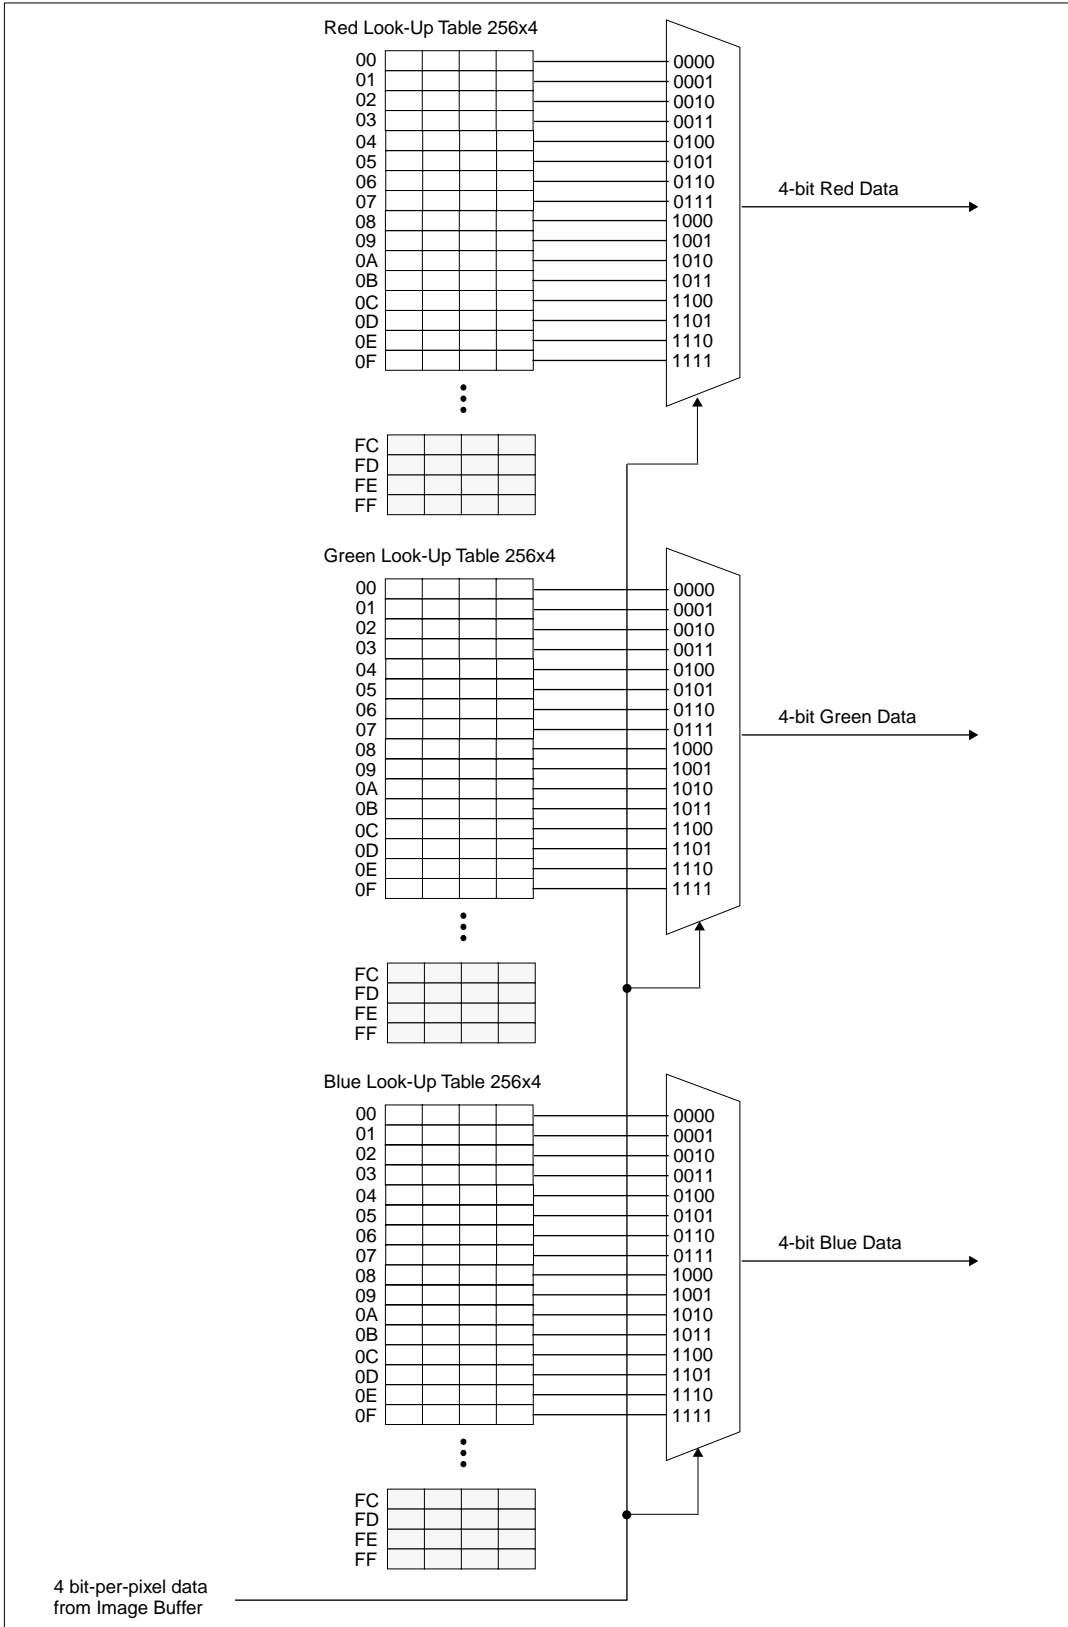 Red Look-Up Table 256x4
00 0000
01 0001
02 0010
03 0011
04 0100
05 0101
06 0110
07 0111
08 1000
09 1001
0A 1010
0B 1011
0C 1100
0D 1101
0E 1110
0F 1111
4-bit Red Data
FC
FD
FE
FF
Green Look-Up Table 256x4
00 0000
01 0001
02 0010
03 0011
04 0100
05 0101
06 0110
07 0111
08 1000
09 1001
0A 1010
0B 1011
0C 1100
0D 1101
0E 1110
0F 1111
4-bit Green Data
FC
FD
FE
FF
Blue Look-Up Table 256x4
00 0000
01 0001
02 0010
03 0011
04 0100
05 0101
06 0110
07 0111
08 1000
09 1001
0A 1010
0B 1011
0C 1100
0D 1101
0E 1110
0F 1111
4-bit Blue Data
FC
FD
FE
FF
4 bit-per-pixel data
from Image Buffer